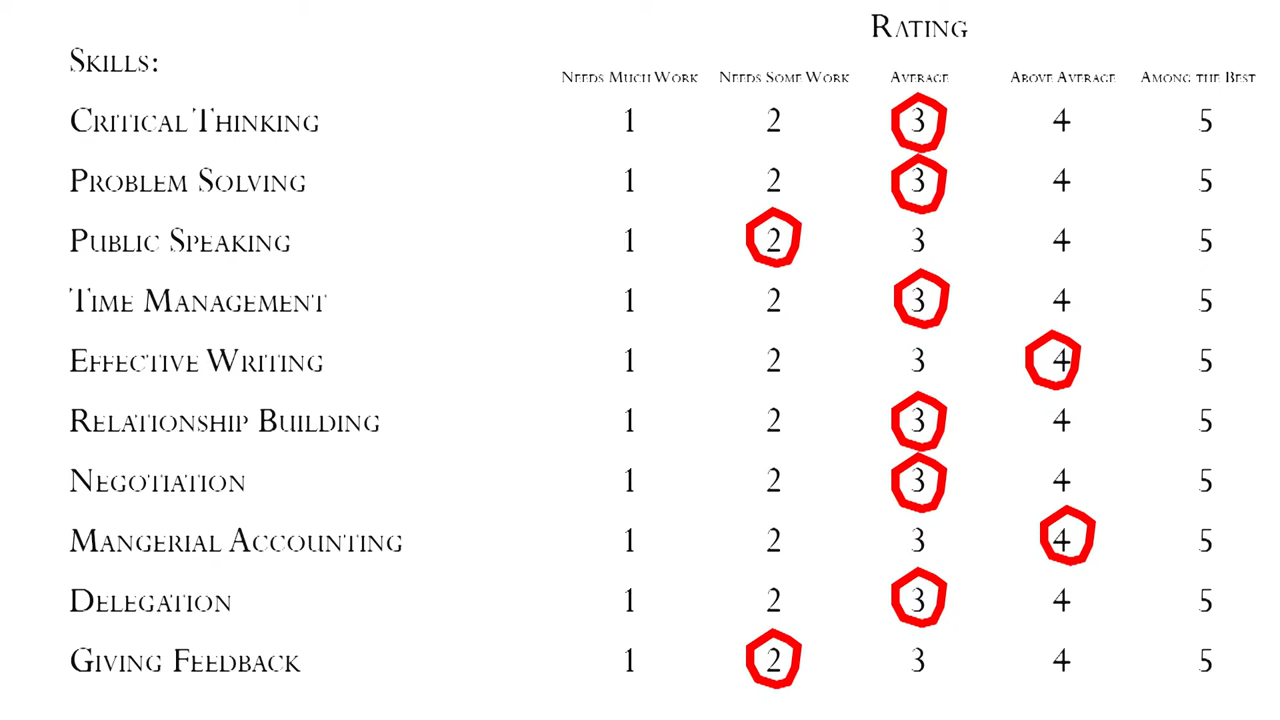 Rating
Skills:
Needs Much Work Needs Some Work Average Above Average Among the Best
Critical Thinking 1 2 3 4 5
Problem Solving 1 2 3 4 5
Public Speaking 1 2 3 4 5
Time Management 1 2 3 4 5
Effective Writing 1 2 3 4 5
Relationship Building 1 2 3 4 5
Negotiation 1 2 3 4 5
Mangerial Accounting 1 2 3 4 5
Delegation 1 2 3 4 5
Giving Feedback 1 2 3 4 5